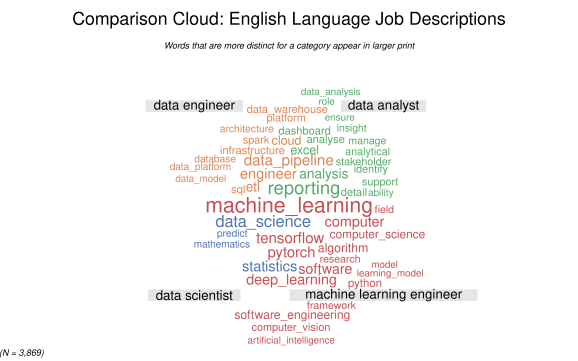 Comparison Cloud: English Language Job Descriptions
Words that are more distinct for a category appear in larger print
data_analysis
role
data engineer
data analyst
data_warehouse
platform
ensure
architecture
dashboard
insight
spark
cloud
analyse
manage
infrastructure
excel
analytical
database
data_pipeline
stakeholder
data_platform
identify
engineer
analysis
data_model
support
sql
etl
reporting
detail
ability
machine_learning
field
data_science
computer
predict
tensorflow
computer_science
mathematics
pytorch
algorithm
research
statistics
software
model
learning_model
deep_learning
python
data scientist
machine learning engineer
framework
software_engineering
computer_vision
artificial_intelligence
(N = 3,869)